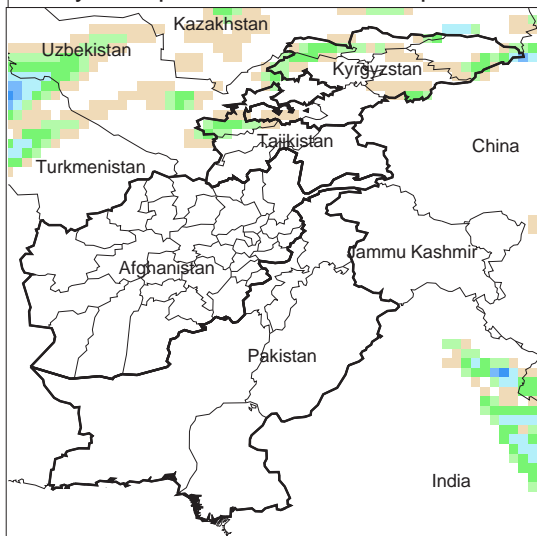 Kazakhstan
Uzbekistan
Kyrgyzstan
Tajikistan
China
Turkmenistan
Jammu Kashmir
Afghanistan
Pakistan
India